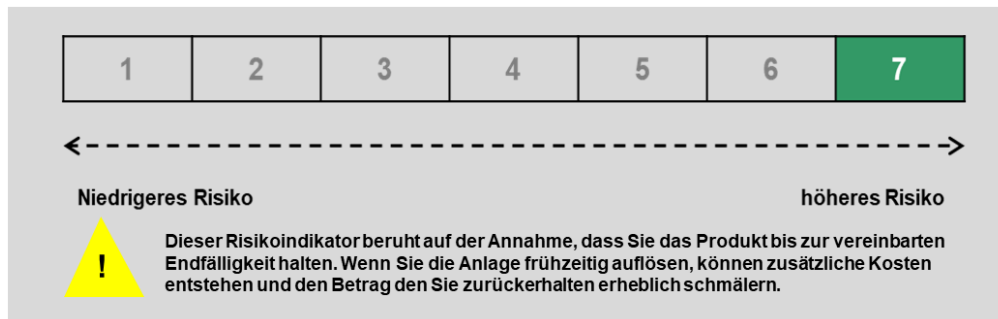 1 2 3 4 5 6 7
Niedrigeres Risiko höheres Risiko
! Dieser Risikoindikator beruht auf der Annahme, dass Sie das Produkt bis zur vereinbarten
Endfälligkeit halten. Wenn Sie die Anlage frühzeitig auflösen, können zusätzliche Kosten
entstehen und den Betrag den Sie zurückerhalten erheblich schmälern.